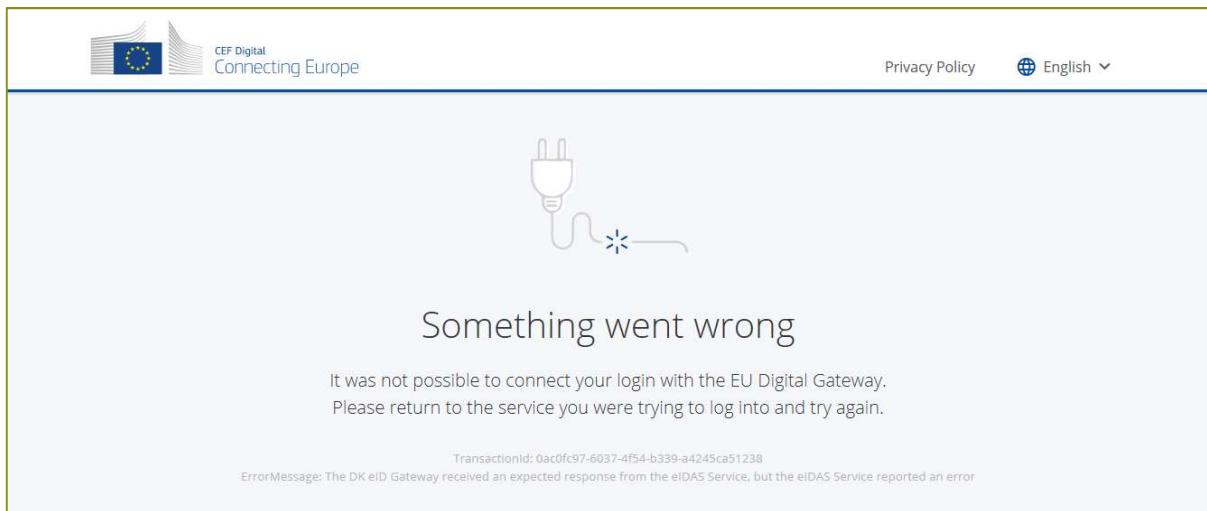 CEF Digital
Connecting Europe
Privacy Policy
English
Something went wrong
It was not possible to connect your login with the EU Digital Gateway.
Please return to the service you were trying to log into and try again.
TransactionId: 0ac0fc97-6037-4f54-b339-a4245ca51238
ErrorMessage: The DK eID Gateway received an expected response from the eIDAS Service, but the eIDAS Service reported an error